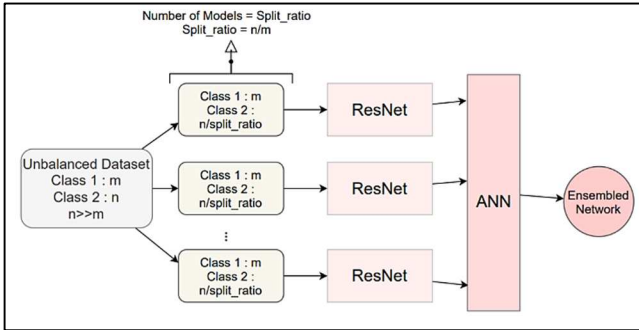 Number of Models = Split_ratio
Split_ratio = n/m
Class 1 : m
Class 2 :
n/split_ratio
ResNet
Unbalanced Dataset
Class 1 : m
Class 2 : n
n>>m
Class 1 : m
Class 2 :
n/split_ratio
ResNet
ANN
Ensembled
Network
...
Class 1 : m
Class 2 :
n/split_ratio
ResNet